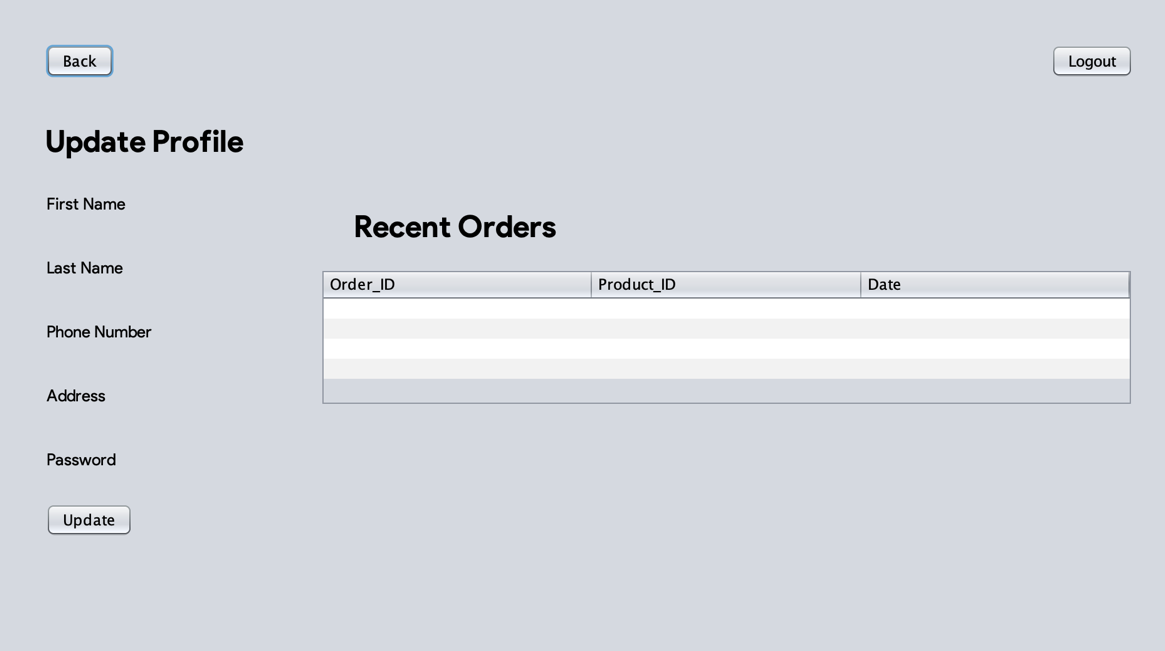 Back
Logout
Update Profile
First Name
Last Name
Phone Number
Address
Password
Update
Recent Orders
Order_ID Product_ID Date